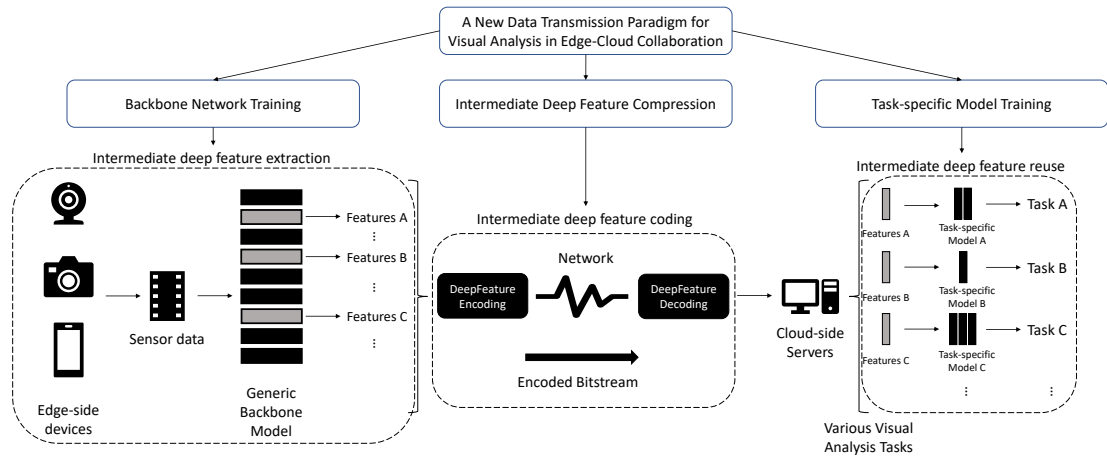 A New Data Transmission Paradigm for
Visual Analysis in Edge-Cloud Collaboration
Backbone Network Training
Intermediate Deep Feature Compression
Task-specific Model Training
Intermediate deep feature extraction
Features A
⋮
Features B
⋮
Features C
⋮
Sensor data
Edge-side
devices
Generic
Backbone
Model
Intermediate deep feature coding
Network
DeepFeature
Encoding
DeepFeature
Decoding
Encoded Bitstream
Cloud-side
Servers
Various Visual
Analysis Tasks
Intermediate deep feature reuse
Features A
Task-specific
Model A
Task A
Features B
Task-specific
Model B
Task B
Features C
Task-specific
Model C
Task C
⋮
⋮